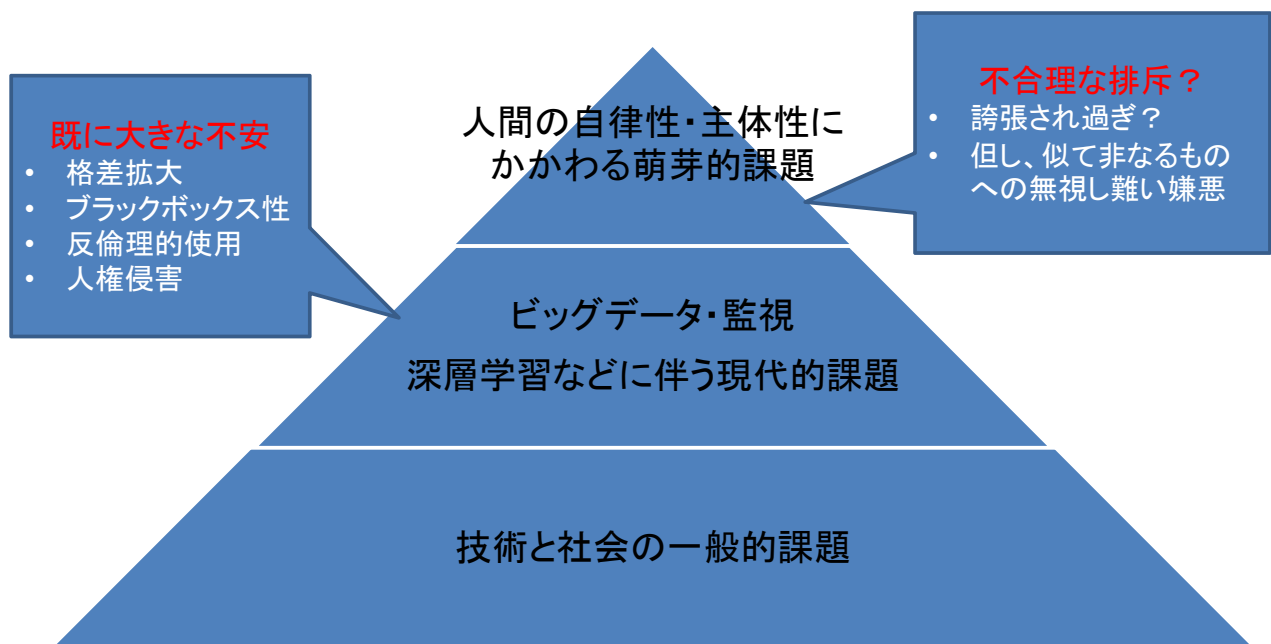 既に大きな不安
• 格差拡大
• ブラックボックス性
• 反倫理的使用
• 人権侵害
人間の自律性・主体性に
かかわる萌芽的課題
不合理な排斥？
• 誇張され過ぎ？
• 但し、似て非なるもの
への無視し難い嫌悪
ビッグデータ・監視
深層学習などに伴う現代的課題
技術と社会の一般的課題